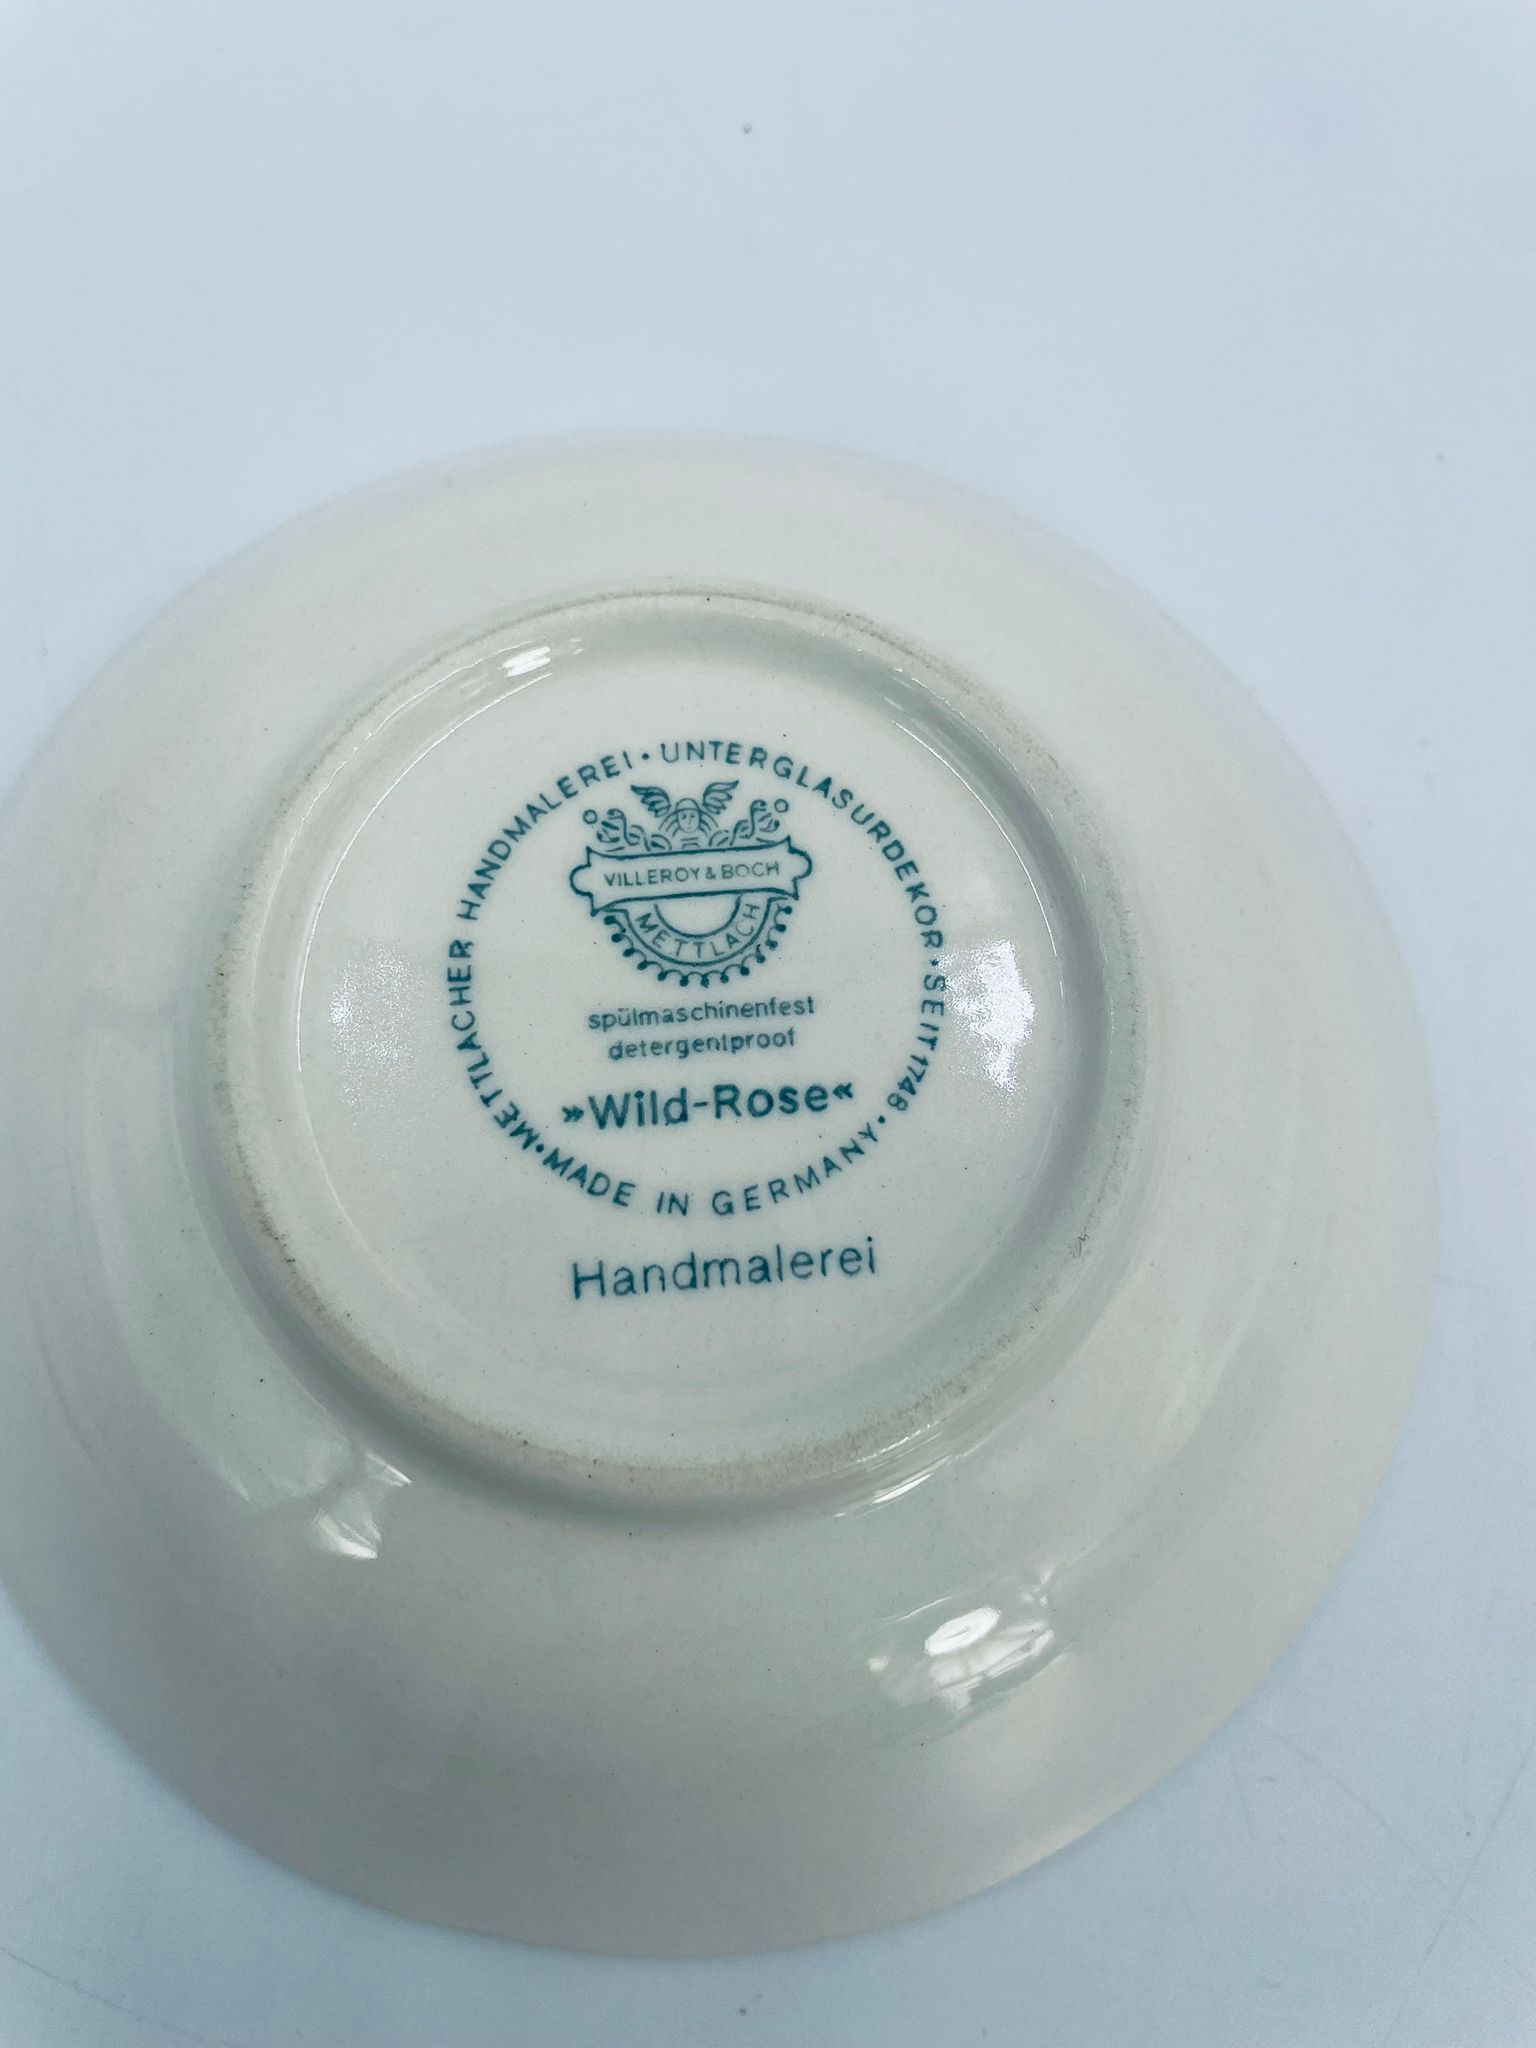 METTLACHER HANDMALEREI · UNTERGLASURDEKOR · SEIT 1748 · MADE IN GERMANY ·
VILLEROY & BOCH
METTLACH
spülmaschinenfest
detergentproof
»Wild-Rose«
Handmalerei